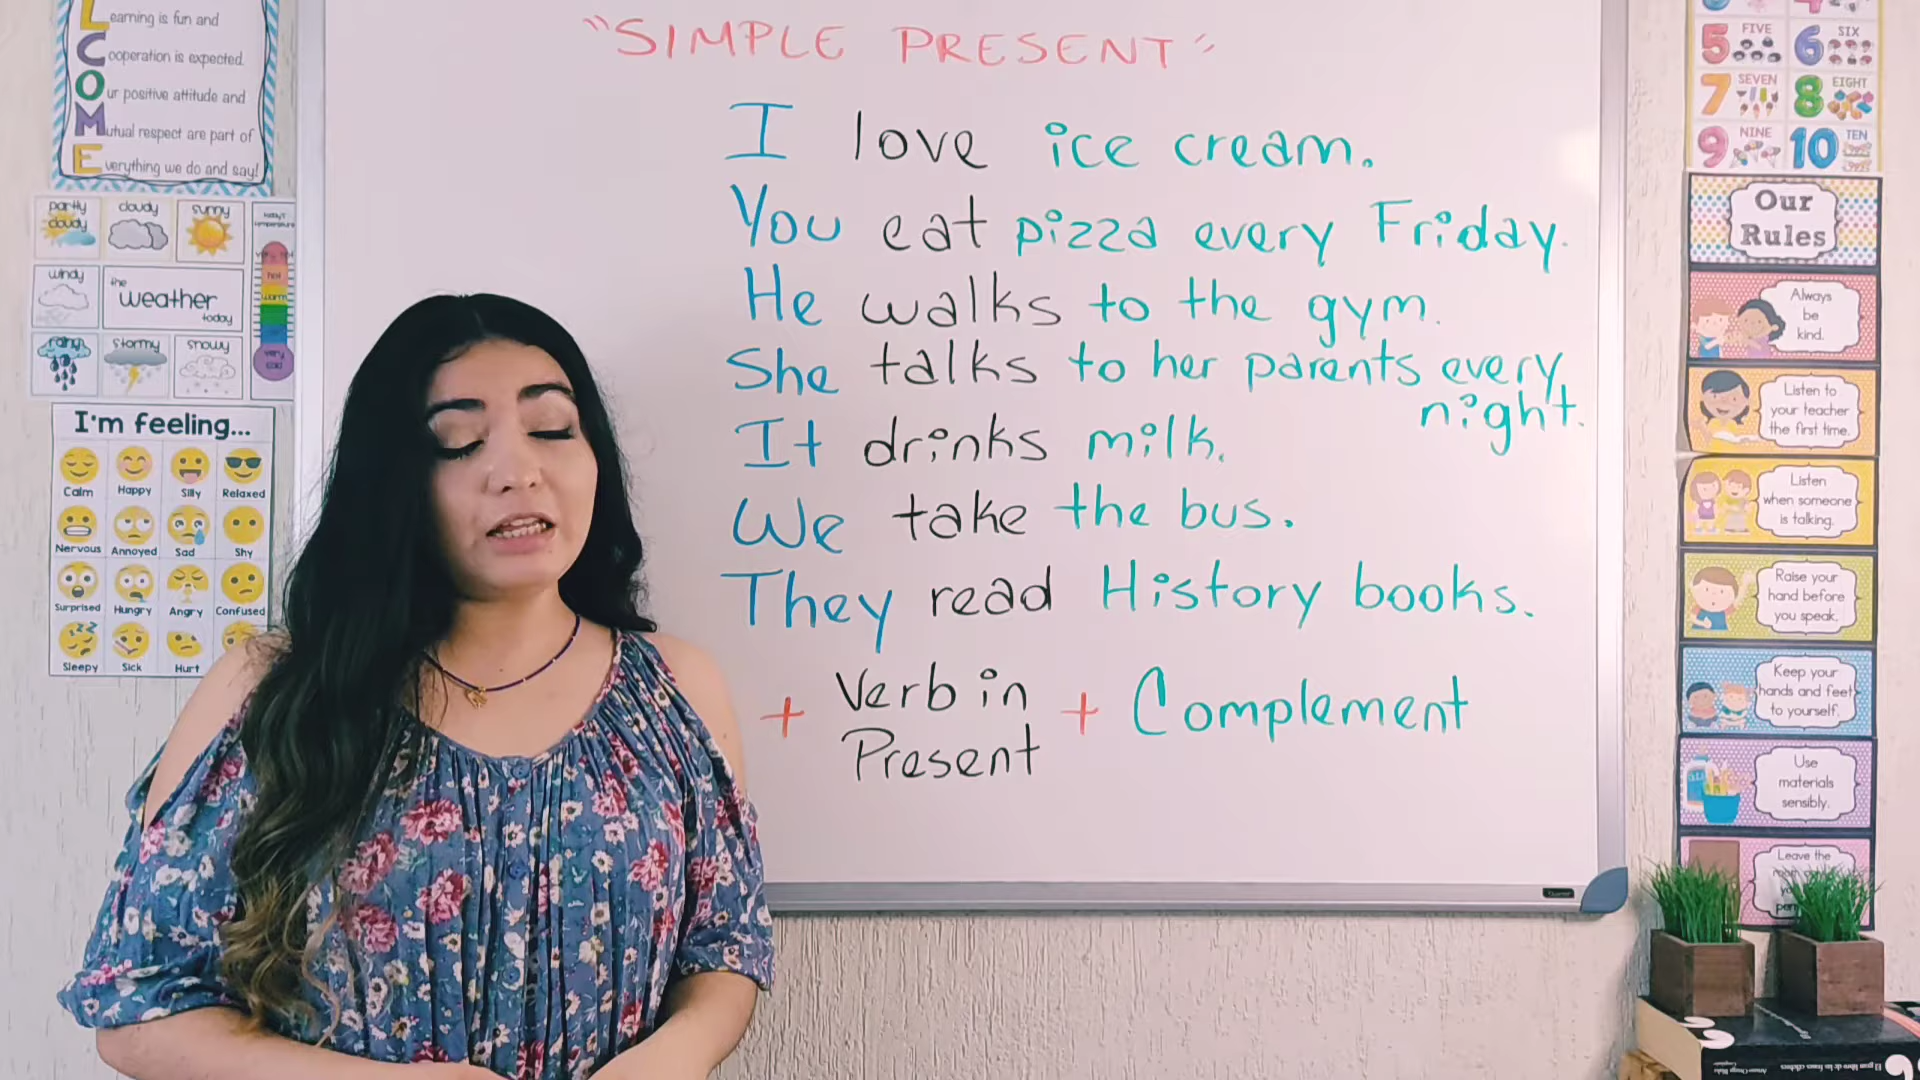 Learning is fun and
Cooperation is expected.
Our positive attitude and
Mutual respect are part of
Everything we do and say!
partly cloudy
cloudy
sunny
today's temperature
windy
the weather today
hot
warm
rainy
stormy
snowy
very cold
I'm feeling...
Calm Happy Silly Relaxed
Nervous Annoyed Sad Shy
Surprised Hungry Angry Confused
Sleepy Sick Hurt
"SIMPLE PRESENT"
I love ice cream.
You eat pizza every Friday.
He walks to the gym.
She talks to her parents every
night.
It drinks milk.
We take the bus.
They read History books.
+ Verb in + Complement
Present
5 FIVE 6 SIX
7 SEVEN 8 EIGHT
9 NINE 10 TEN
Our
Rules
Always
be
kind.
Listen to
your teacher
the first time.
Listen
when someone
is talking.
Raise your
hand before
you speak.
Keep your
hands and feet
to yourself.
Use
materials
sensibly.
Leave the